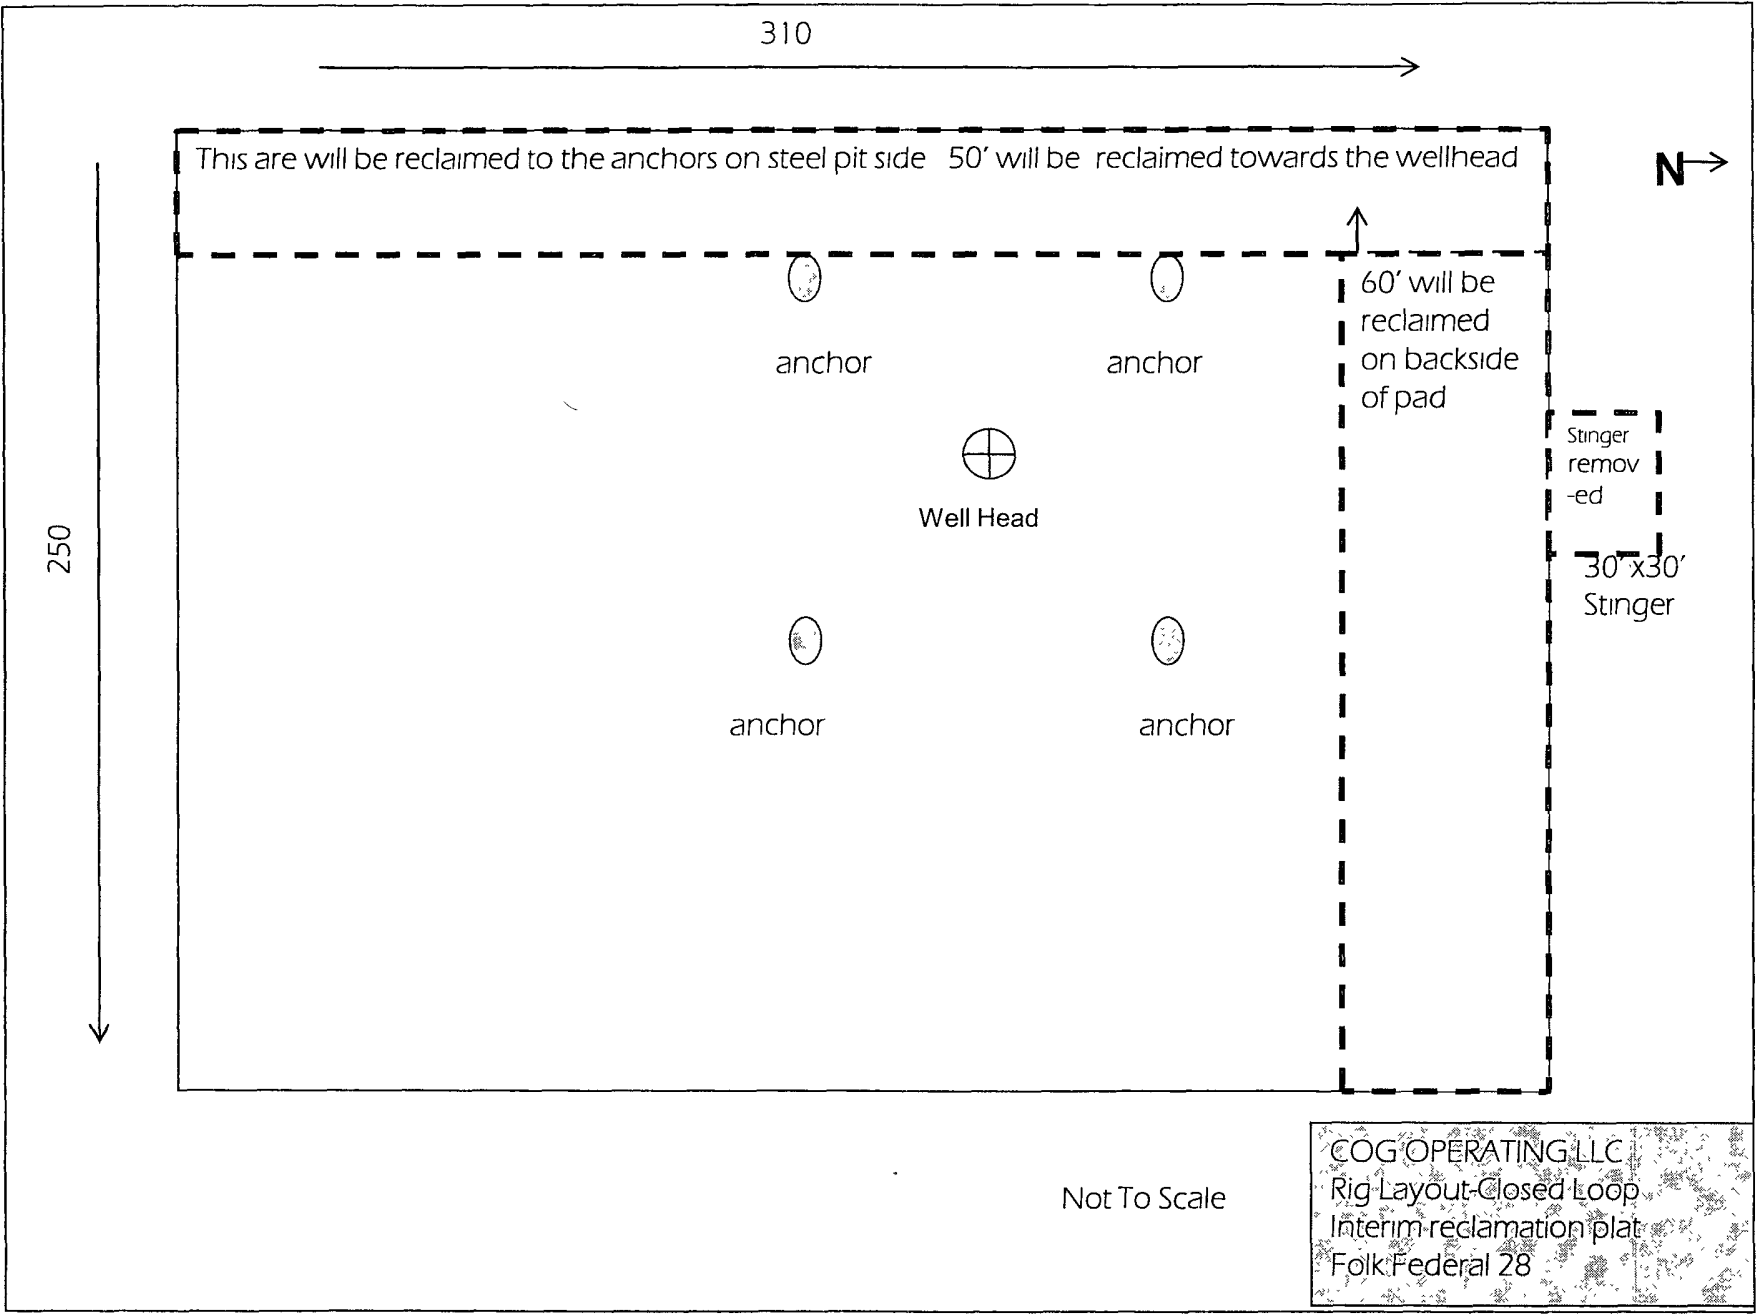 310
This are will be reclaimed to the anchors on steel pit side 50' will be reclaimed towards the wellhead
N
60' will be
reclaimed
on backside
of pad
anchor
anchor
Stinger
remov
-ed
Well Head
250
30'x30'
Stinger
anchor
anchor
Not To Scale
COG OPERATING LLC
Rig Layout-Closed Loop
Interim reclamation plat
Folk Federal 28